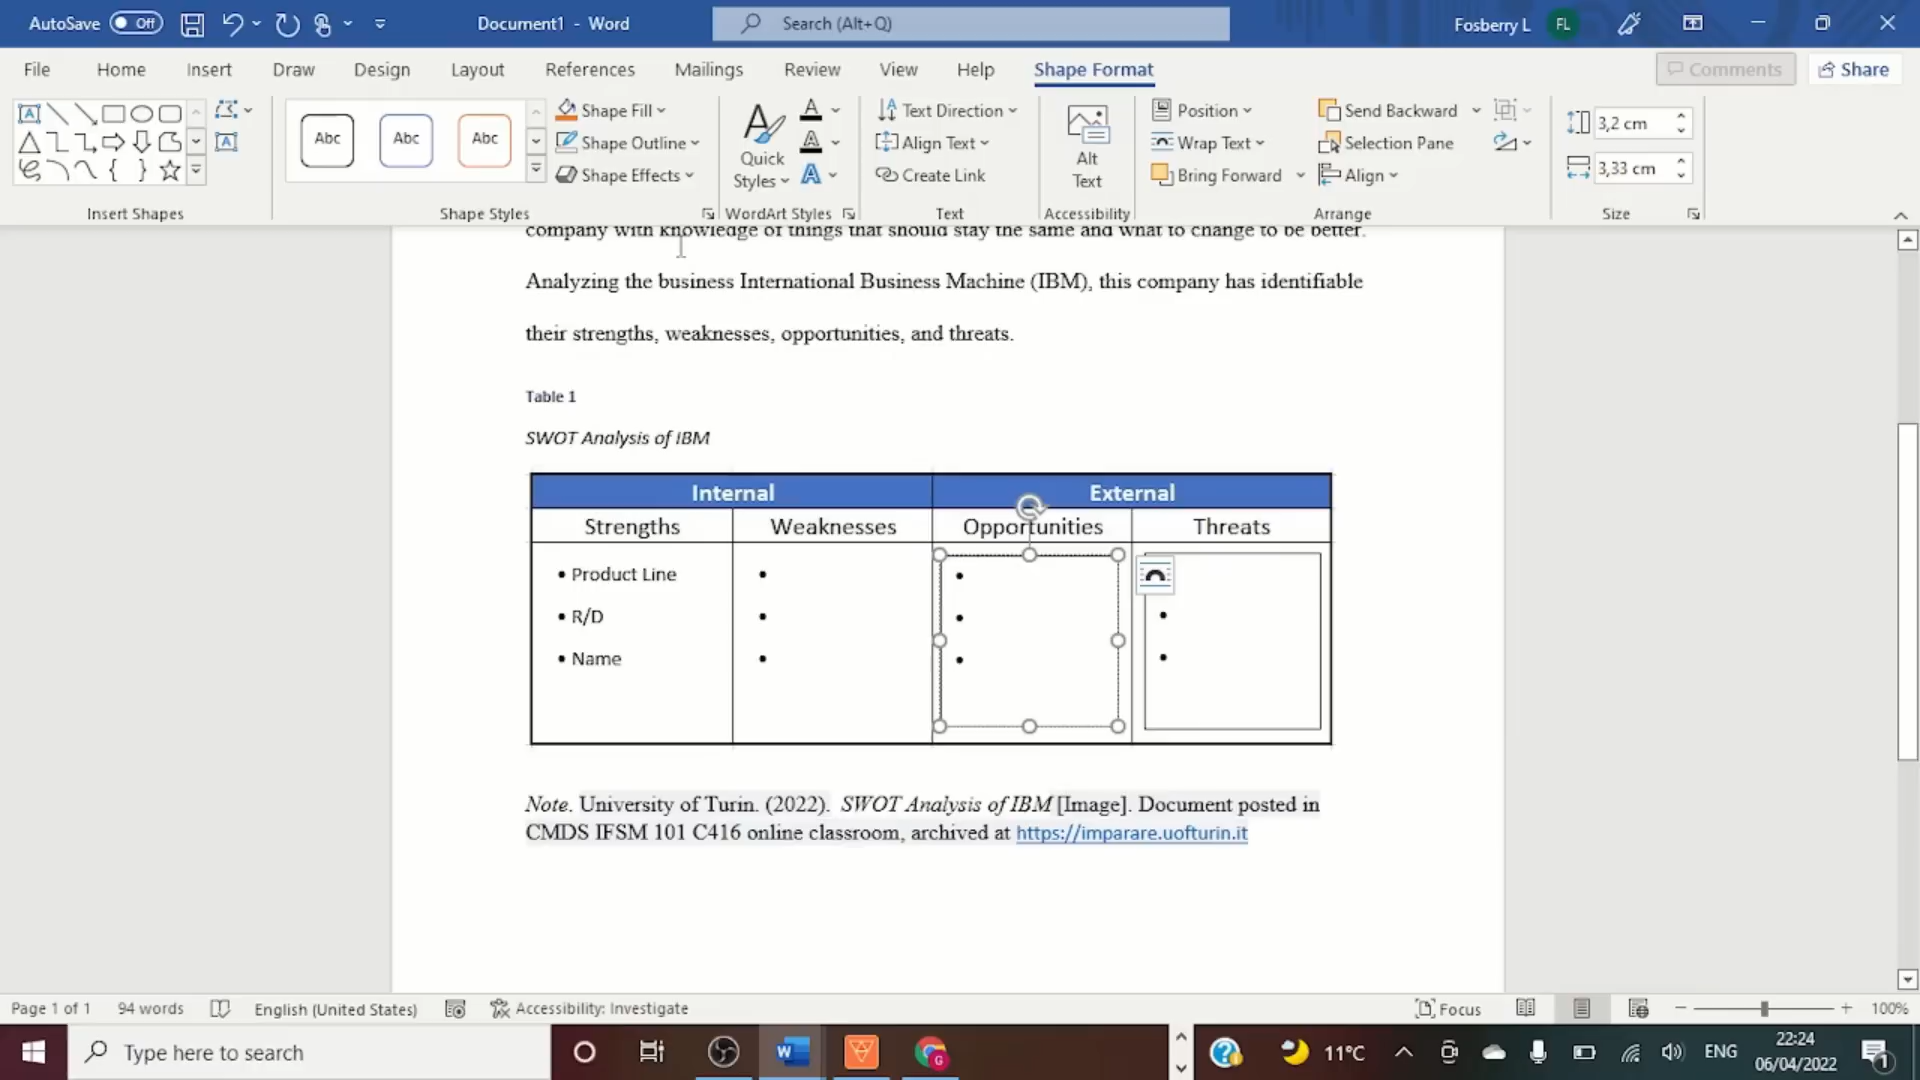 AutoSave Off Document1 - Word Search (Alt+Q) Fosberry L FL
File Home Insert Draw Design Layout References Mailings Review View Help Shape Format Comments Share
Abc Abc Abc
Shape Fill
Shape Outline
Shape Effects
Quick Styles
Text Direction
Align Text
Create Link
Alt Text
Position
Wrap Text
Bring Forward
Send Backward
Selection Pane
Align
3,2 cm
3,33 cm
Insert Shapes Shape Styles WordArt Styles Text Accessibility Arrange Size
company with knowledge of things that should stay the same and what to change to be better.
Analyzing the business International Business Machine (IBM), this company has identifiable
their strengths, weaknesses, opportunities, and threats.
Table 1
SWOT Analysis of IBM
Internal External
Strengths Weaknesses Opportunities Threats
• Product Line
• R/D
• Name
Note. University of Turin. (2022). SWOT Analysis of IBM [Image]. Document posted in
CMDS IFSM 101 C416 online classroom, archived at https://imparare.uofturin.it
Page 1 of 1 94 words English (United States) Accessibility: Investigate Focus 100%
Type here to search 11°C ENG 22:24
06/04/2022